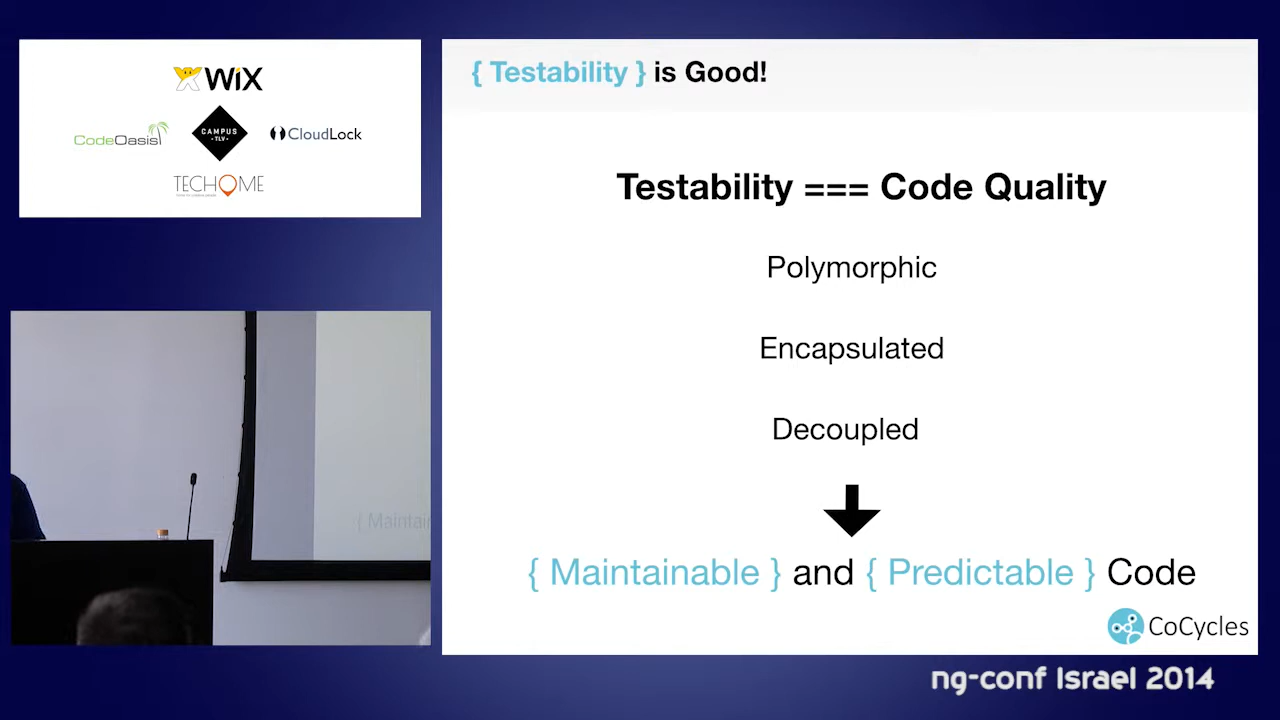 WiX
CodeOasis
CAMPUS
TLV
CloudLock
TECHOME
{ Testability } is Good!
Testability === Code Quality
Polymorphic
Encapsulated
Decoupled
{ Maintainable } and { Predictable } Code
CoCycles
{ Maintain
ng-conf Israel 2014